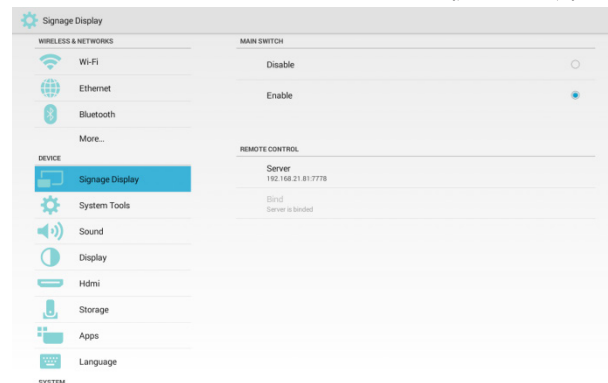 Signage Display
WIRELESS & NETWORKS
Wi-Fi
Ethernet
Bluetooth
More...
DEVICE
Signage Display
System Tools
Sound
Display
Hdmi
Storage
Apps
Language
SYSTEM
MAIN SWITCH
Disable
Enable
REMOTE CONTROL
Server
192.168.21.81:7778
Bind
Server is binded